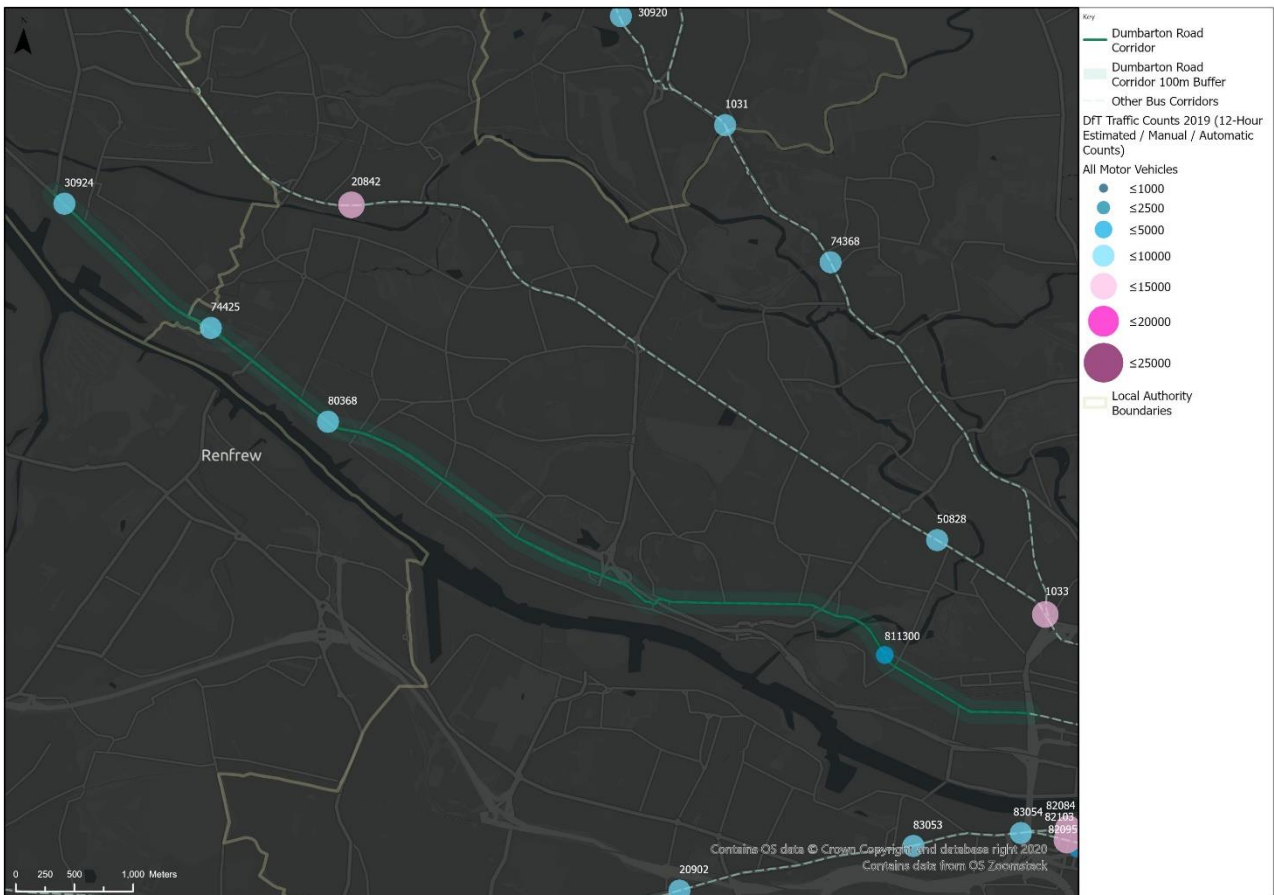 N
30920
1031
30924
20842
74368
74425
80368
Renfrew
50828
1033
811300
83054
82084
82103
82095
83053
20902
Contains OS data © Crown Copyright and database right 2020
Contains data from OS Zoomstack
0 250 500 1,000 Meters
Key
Dumbarton Road
Corridor
Dumbarton Road
Corridor 100m Buffer
Other Bus Corridors
DfT Traffic Counts 2019 (12-Hour
Estimated / Manual / Automatic
Counts)
All Motor Vehicles
≤1000
≤2500
≤5000
≤10000
≤15000
≤20000
≤25000
Local Authority
Boundaries